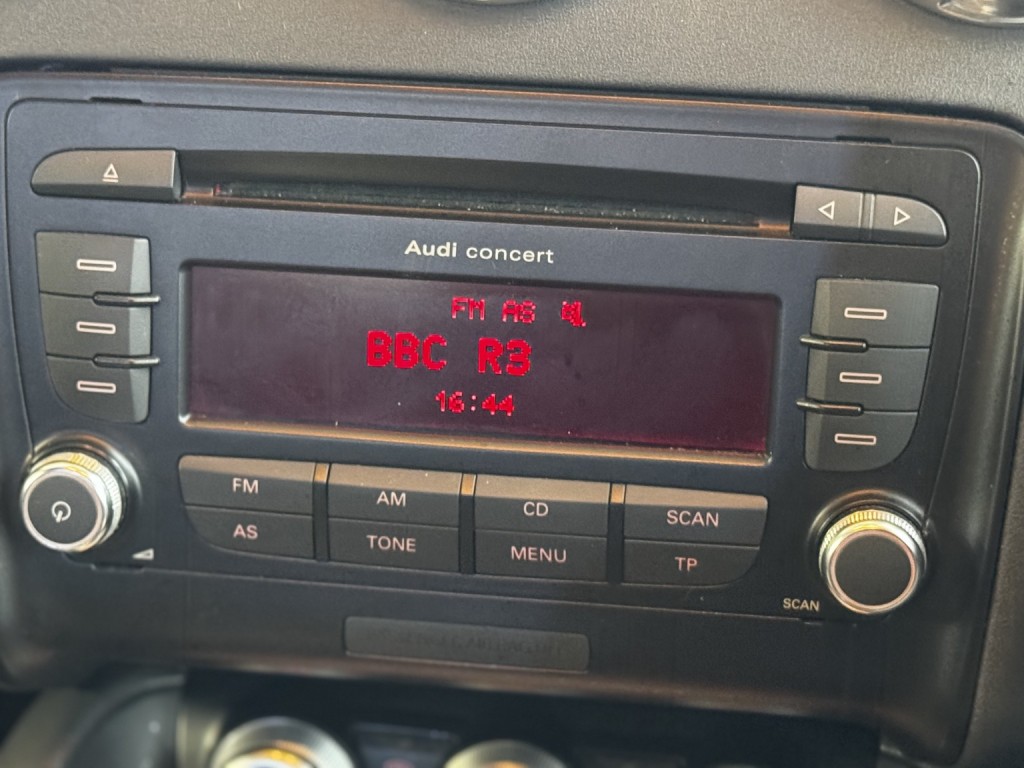 Audi concert
FM AS
BBC R3
16:44
FM AM CD SCAN
AS TONE MENU TP
SCAN